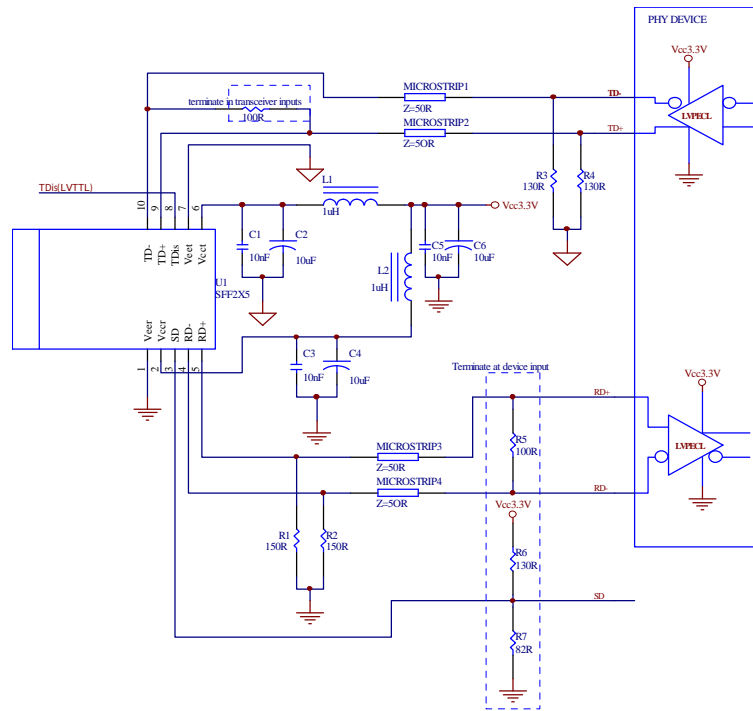 PHY DEVICE
Vcc3.3V
MICROSTRIP1
terminate in transceiver inputs
100R
Z=50R
TD-
LVPECL
MICROSTRIP2
Z=5OR
TD+
R3
130R
R4
130R
TDis(LVTTL)
L1
1uH
Vcc3.3V
10
9
8
7
6
C1
10nF
C2
10uF
C5
10nF
C6
10uF
L2
1uH
TD-
TD+
TDis
Veet
Vcct
U1
SFF2X5
Veer
Vccr
SD
RD-
RD+
1
2
3
4
5
C3
10nF
C4
10uF
Terminate at device input
Vcc3.3V
RD+
LVPECL
MICROSTRIP3
Z=50R
R5
100R
MICROSTRIP4
Z=5OR
RD-
Vcc3.3V
R1
150R
R2
150R
R6
130R
SD
R7
82R